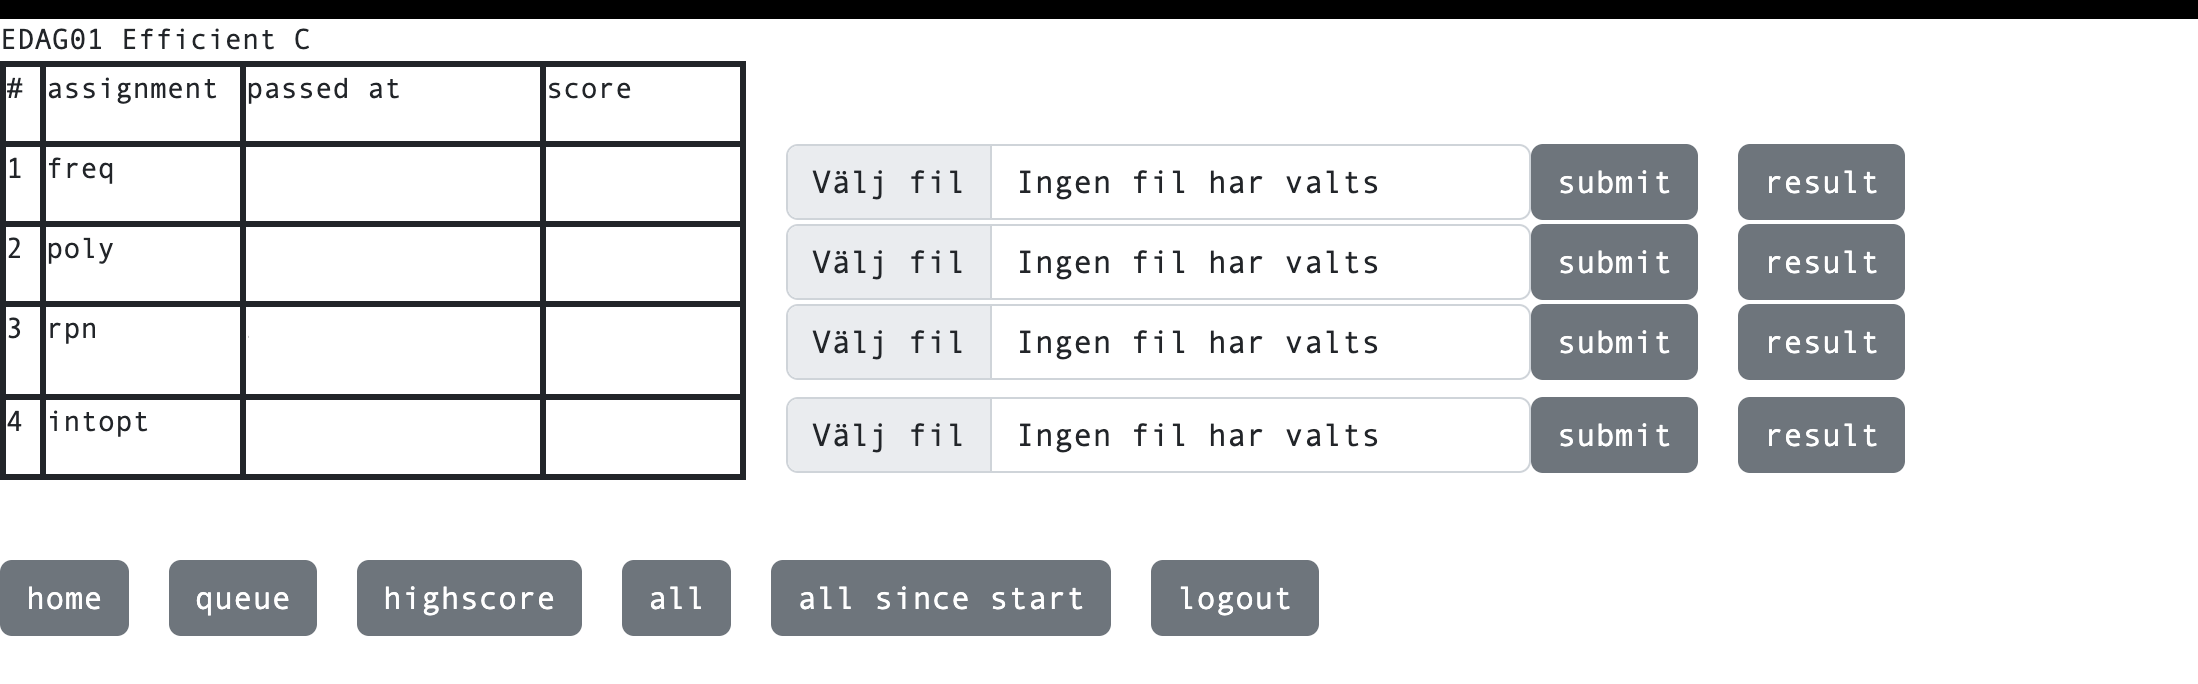 EDAG01 Efficient C
# assignment passed at score
1 freq Välj fil Ingen fil har valts submit result
2 poly Välj fil Ingen fil har valts submit result
3 rpn Välj fil Ingen fil har valts submit result
4 intopt Välj fil Ingen fil har valts submit result
home queue highscore all all since start logout